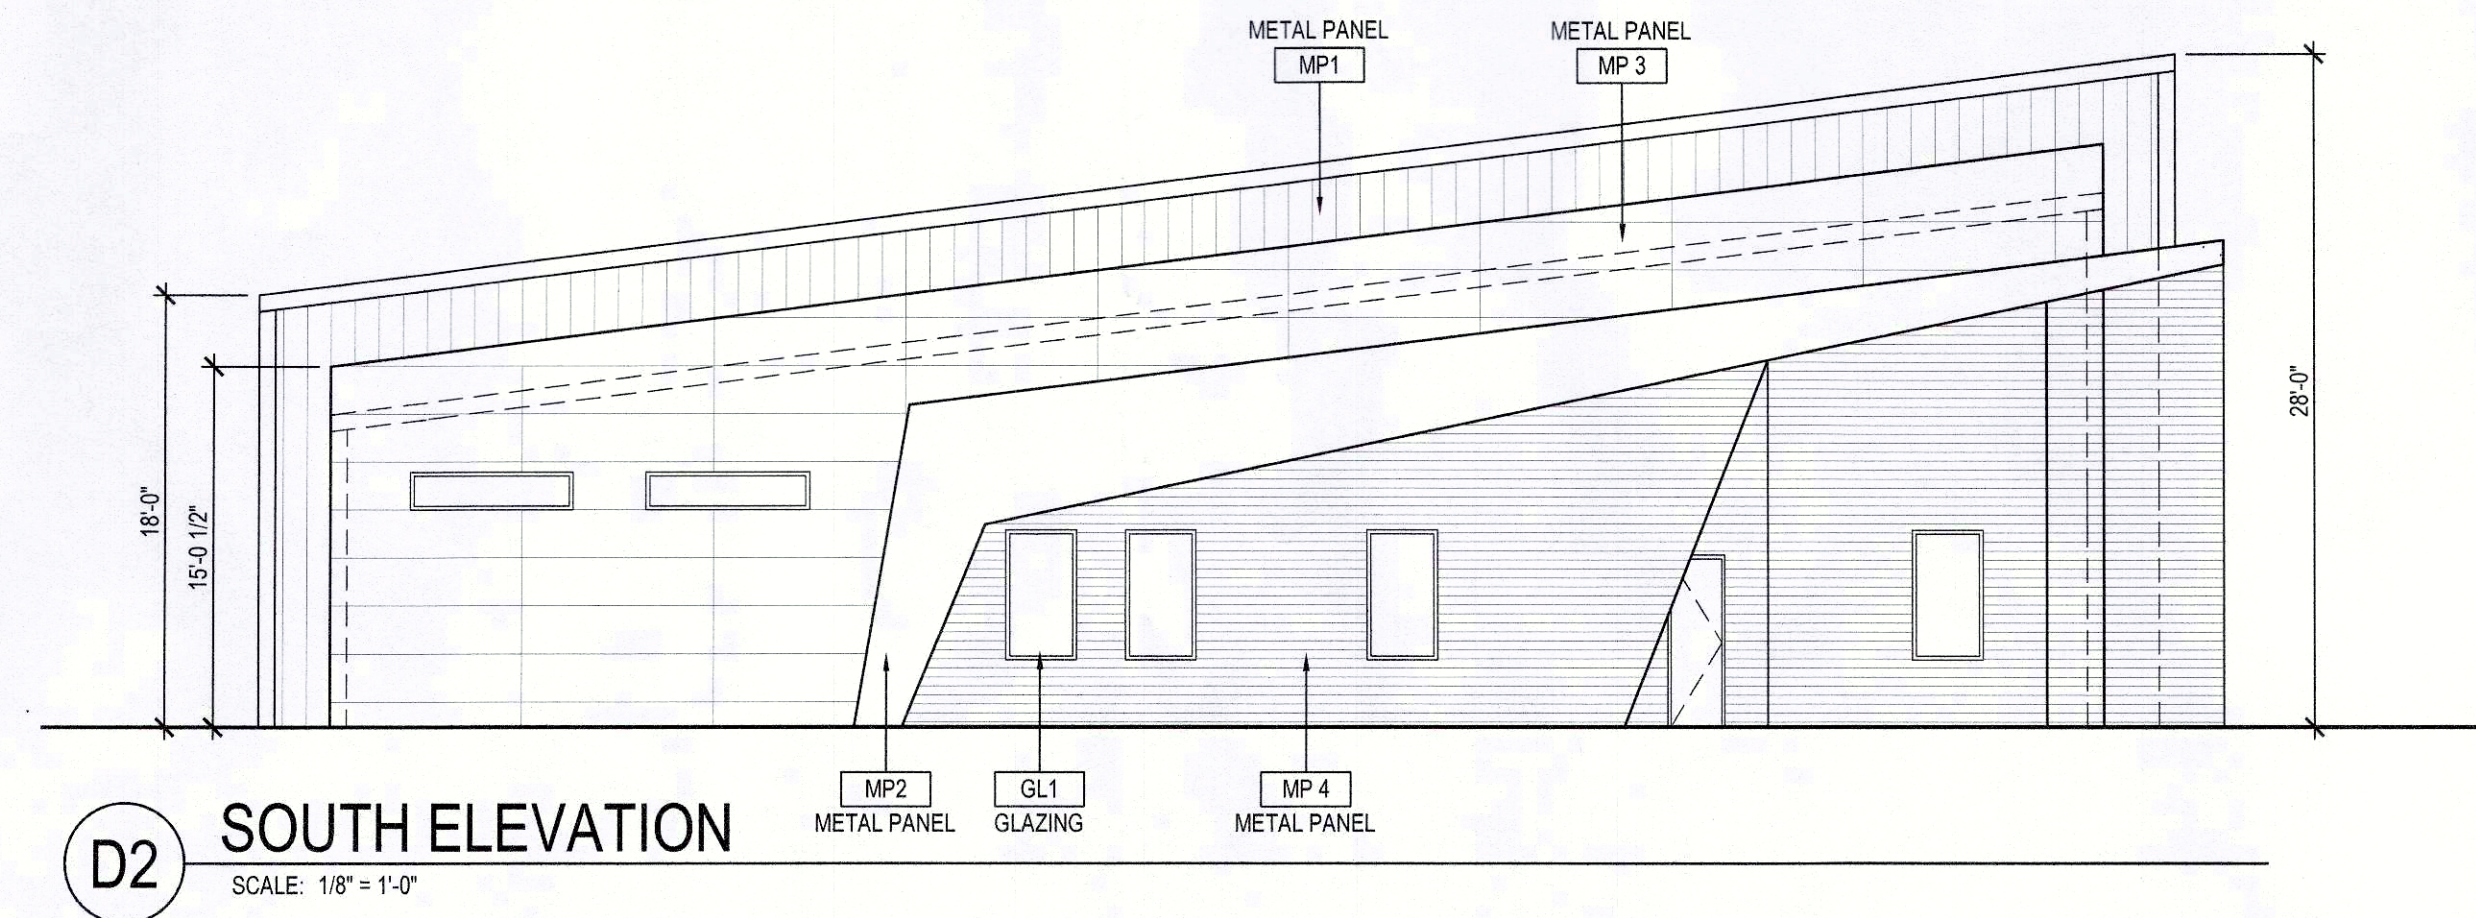 METAL PANEL
MP1
METAL PANEL
MP 3
18'-0"
15'-0 1/2"
28'-0"
MP2
METAL PANEL
GL1
GLAZING
MP 4
METAL PANEL
D2
SOUTH ELEVATION
SCALE: 1/8" = 1'-0"